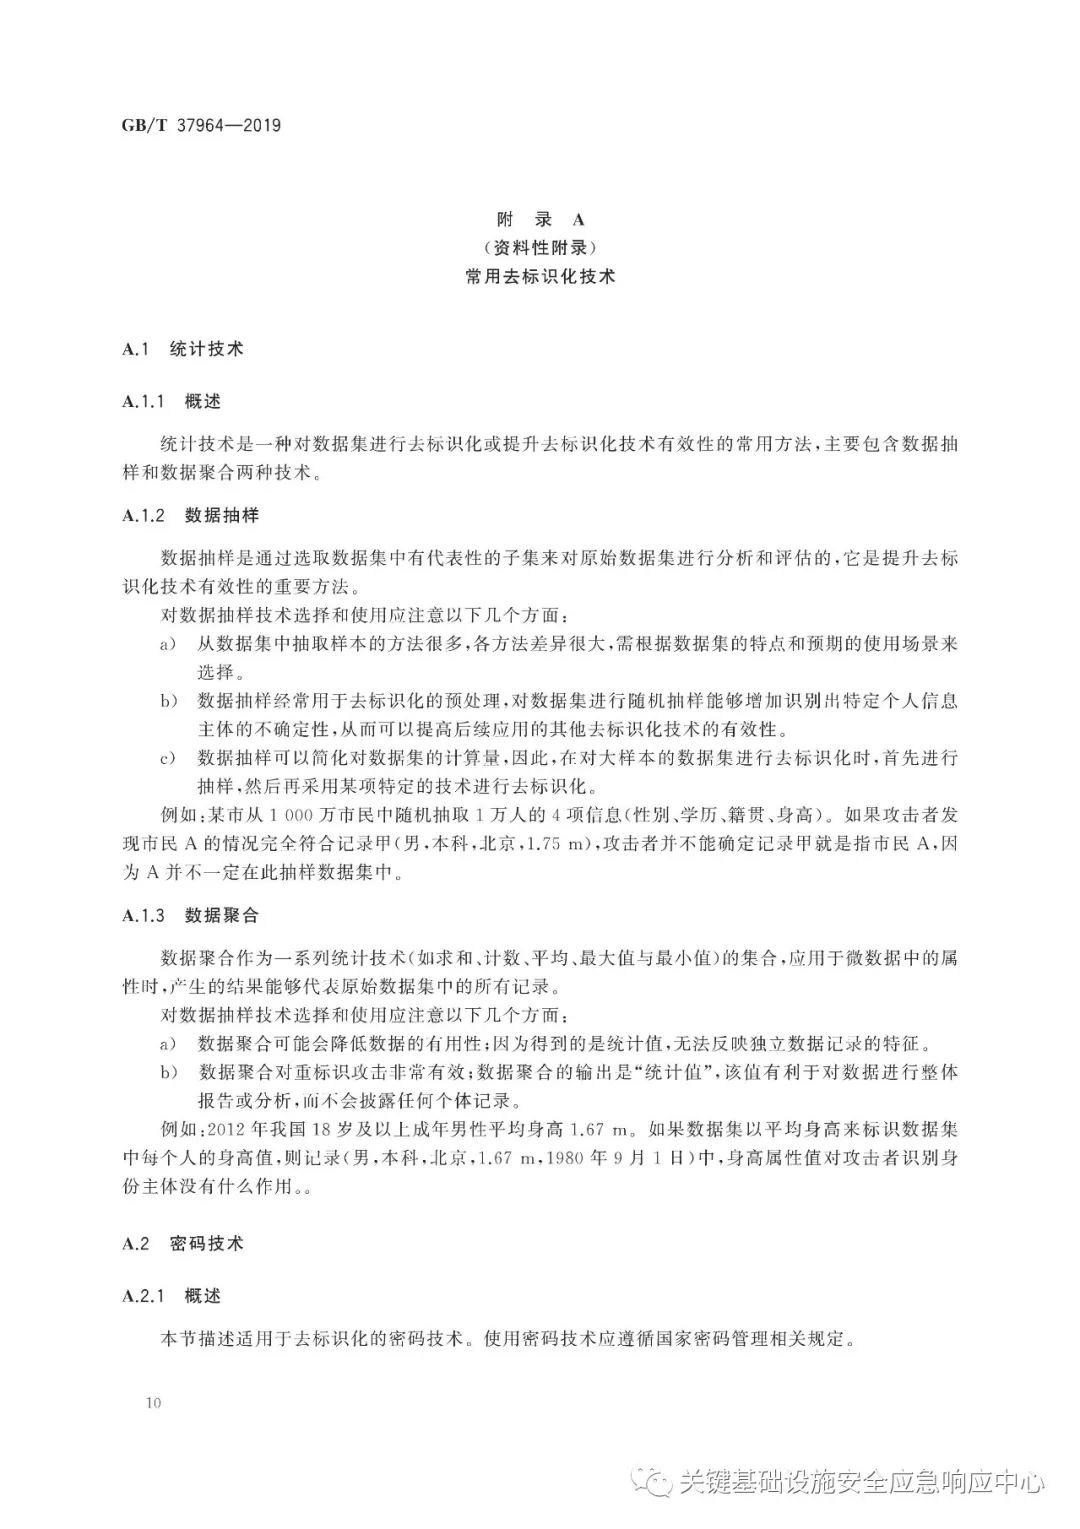 GB/T 37964—2019
附 录 A
（资料性附录）
常用去标识化技术
A.1 统计技术
A.1.1 概述
统计技术是一种对数据集进行去标识化或提升去标识化技术有效性的常用方法，主要包含数据抽
样和数据聚合两种技术。
A.1.2 数据抽样
数据抽样是通过选取数据集中有代表性的子集来对原始数据集进行分析和评估的，它是提升去标
识化技术有效性的重要方法。
对数据抽样技术选择和使用应注意以下几个方面：
a） 从数据集中抽取样本的方法很多，各方法差异很大，需根据数据集的特点和预期的使用场景来
选择。
b） 数据抽样经常用于去标识化的预处理，对数据集进行随机抽样能够增加识别出特定个人信息
主体的不确定性，从而可以提高后续应用的其他去标识化技术的有效性。
c） 数据抽样可以简化对数据集的计算量，因此，在对大样本的数据集进行去标识化时，首先进行
抽样，然后再采用某项特定的技术进行去标识化。
例如：某市从 1 000 万市民中随机抽取 1 万人的 4 项信息（性别、学历、籍贯、身高）。如果攻击者发
现市民 A 的情况完全符合记录甲（男，本科，北京，1.75 m），攻击者并不能确定记录甲就是指市民 A，因
为 A 并不一定在此抽样数据集中。
A.1.3 数据聚合
数据聚合作为一系列统计技术（如求和、计数、平均、最大值与最小值）的集合，应用于微数据中的属
性时，产生的结果能够代表原始数据集中的所有记录。
对数据抽样技术选择和使用应注意以下几个方面：
a） 数据聚合可能会降低数据的有用性；因为得到的是统计值，无法反映独立数据记录的特征。
b） 数据聚合对重标识攻击非常有效；数据聚合的输出是“统计值”，该值有利于对数据进行整体
报告或分析，而不会披露任何个体记录。
例如：2012 年我国 18 岁及以上成年男性平均身高 1.67 m。如果数据集以平均身高来标识数据集
中每个人的身高值，则记录（男，本科，北京，1.67 m，1980 年 9 月 1 日）中，身高属性值对攻击者识别身
份主体没有什么作用。。
A.2 密码技术
A.2.1 概述
本节描述适用于去标识化的密码技术。使用密码技术应遵循国家密码管理相关规定。
10
关键基础设施安全应急响应中心